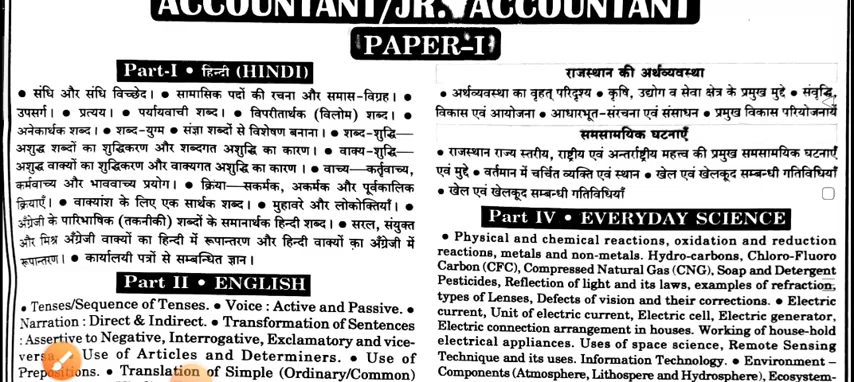 ACCOUNTANT/JR. ACCOUNTANT
PAPER-I
Part-I • हिन्दी (HINDI)
• संधि और संधि विच्छेद। • सामासिक पदों की रचना और समास-विग्रह। •
उपसर्ग। • प्रत्यय। • पर्यायवाची शब्द। • विपरीतार्थक (विलोम) शब्द। •
अनेकार्थक शब्द। • शब्द-युग्म • संज्ञा शब्दों से विशेषण बनाना। • शब्द-शुद्धि—
अशुद्ध शब्दों का शुद्धिकरण और शब्दगत अशुद्धि का कारण। • वाक्य-शुद्धि—
अशुद्ध वाक्यों का शुद्धिकरण और वाक्यगत अशुद्धि का कारण। • वाच्य—कर्तृवाच्य,
कर्मवाच्य और भाववाच्य प्रयोग। • क्रिया—सकर्मक, अकर्मक और पूर्वकालिक
क्रियाएँ। • वाक्यांश के लिए एक सार्थक शब्द। • मुहावरे और लोकोक्तियाँ। •
अँग्रेजी के पारिभाषिक (तकनीकी) शब्दों के समानार्थक हिन्दी शब्द। • सरल, संयुक्त
और मिश्र अँग्रेजी वाक्यों का हिन्दी में रूपान्तरण और हिन्दी वाक्यों का अँग्रेजी में
रूपान्तरण। • कार्यालयी पत्रों से सम्बन्धित ज्ञान।
Part II • ENGLISH
• Tenses/Sequence of Tenses. • Voice : Active and Passive. •
Narration : Direct & Indirect. • Transformation of Sentences
: Assertive to Negative, Interrogative, Exclamatory and vice-
versa. Use of Articles and Determiners. • Use of
Prepositions. • Translation of Simple (Ordinary/Common)
राजस्थान की अर्थव्यवस्था
• अर्थव्यवस्था का वृहत् परिदृश्य • कृषि, उद्योग व सेवा क्षेत्र के प्रमुख मुद्दे • संवृद्धि,
विकास एवं आयोजना • आधारभूत-संरचना एवं संसाधन • प्रमुख विकास परियोजनायें
समसामयिक घटनाएँ
• राजस्थान राज्य स्तरीय, राष्ट्रीय एवं अन्तर्राष्ट्रीय महत्व की प्रमुख समसामयिक घटनाएँ
एवं मुद्दे • वर्तमान में चर्चित व्यक्ति एवं स्थान • खेल एवं खेलकूद सम्बन्धी गतिविधियाँ
• खेल एवं खेलकूद सम्बन्धी गतिविधियाँ
Part IV • EVERYDAY SCIENCE
• Physical and chemical reactions, oxidation and reduction
reactions, metals and non-metals. Hydro-carbons, Chloro-Fluoro
Carbon (CFC), Compressed Natural Gas (CNG), Soap and Detergent
Pesticides, Reflection of light and its laws, examples of refraction,
types of Lenses, Defects of vision and their corrections. • Electric
current, Unit of electric current, Electric cell, Electric generator,
Electric connection arrangement in houses. Working of house-hold
electrical appliances. Uses of space science, Remote Sensing
Technique and its uses. Information Technology. • Environment –
Components (Atmosphere, Lithospere and Hydrosphere), Ecosystem-